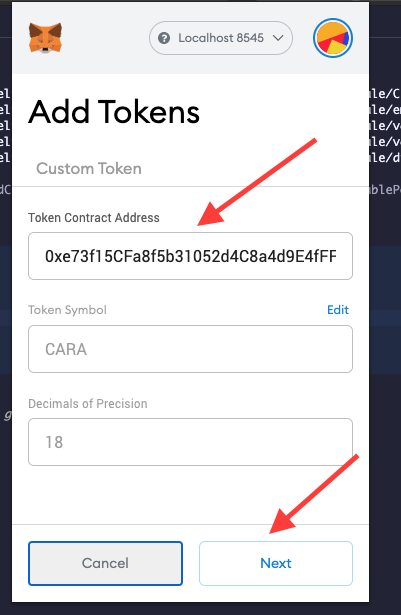 Localhost 8545
Add Tokens
Custom Token
Token Contract Address
0xe73f15CFa8f5b31052d4C8a4d9E4fFF
Token Symbol
Edit
CARA
Decimals of Precision
18
Cancel
Next